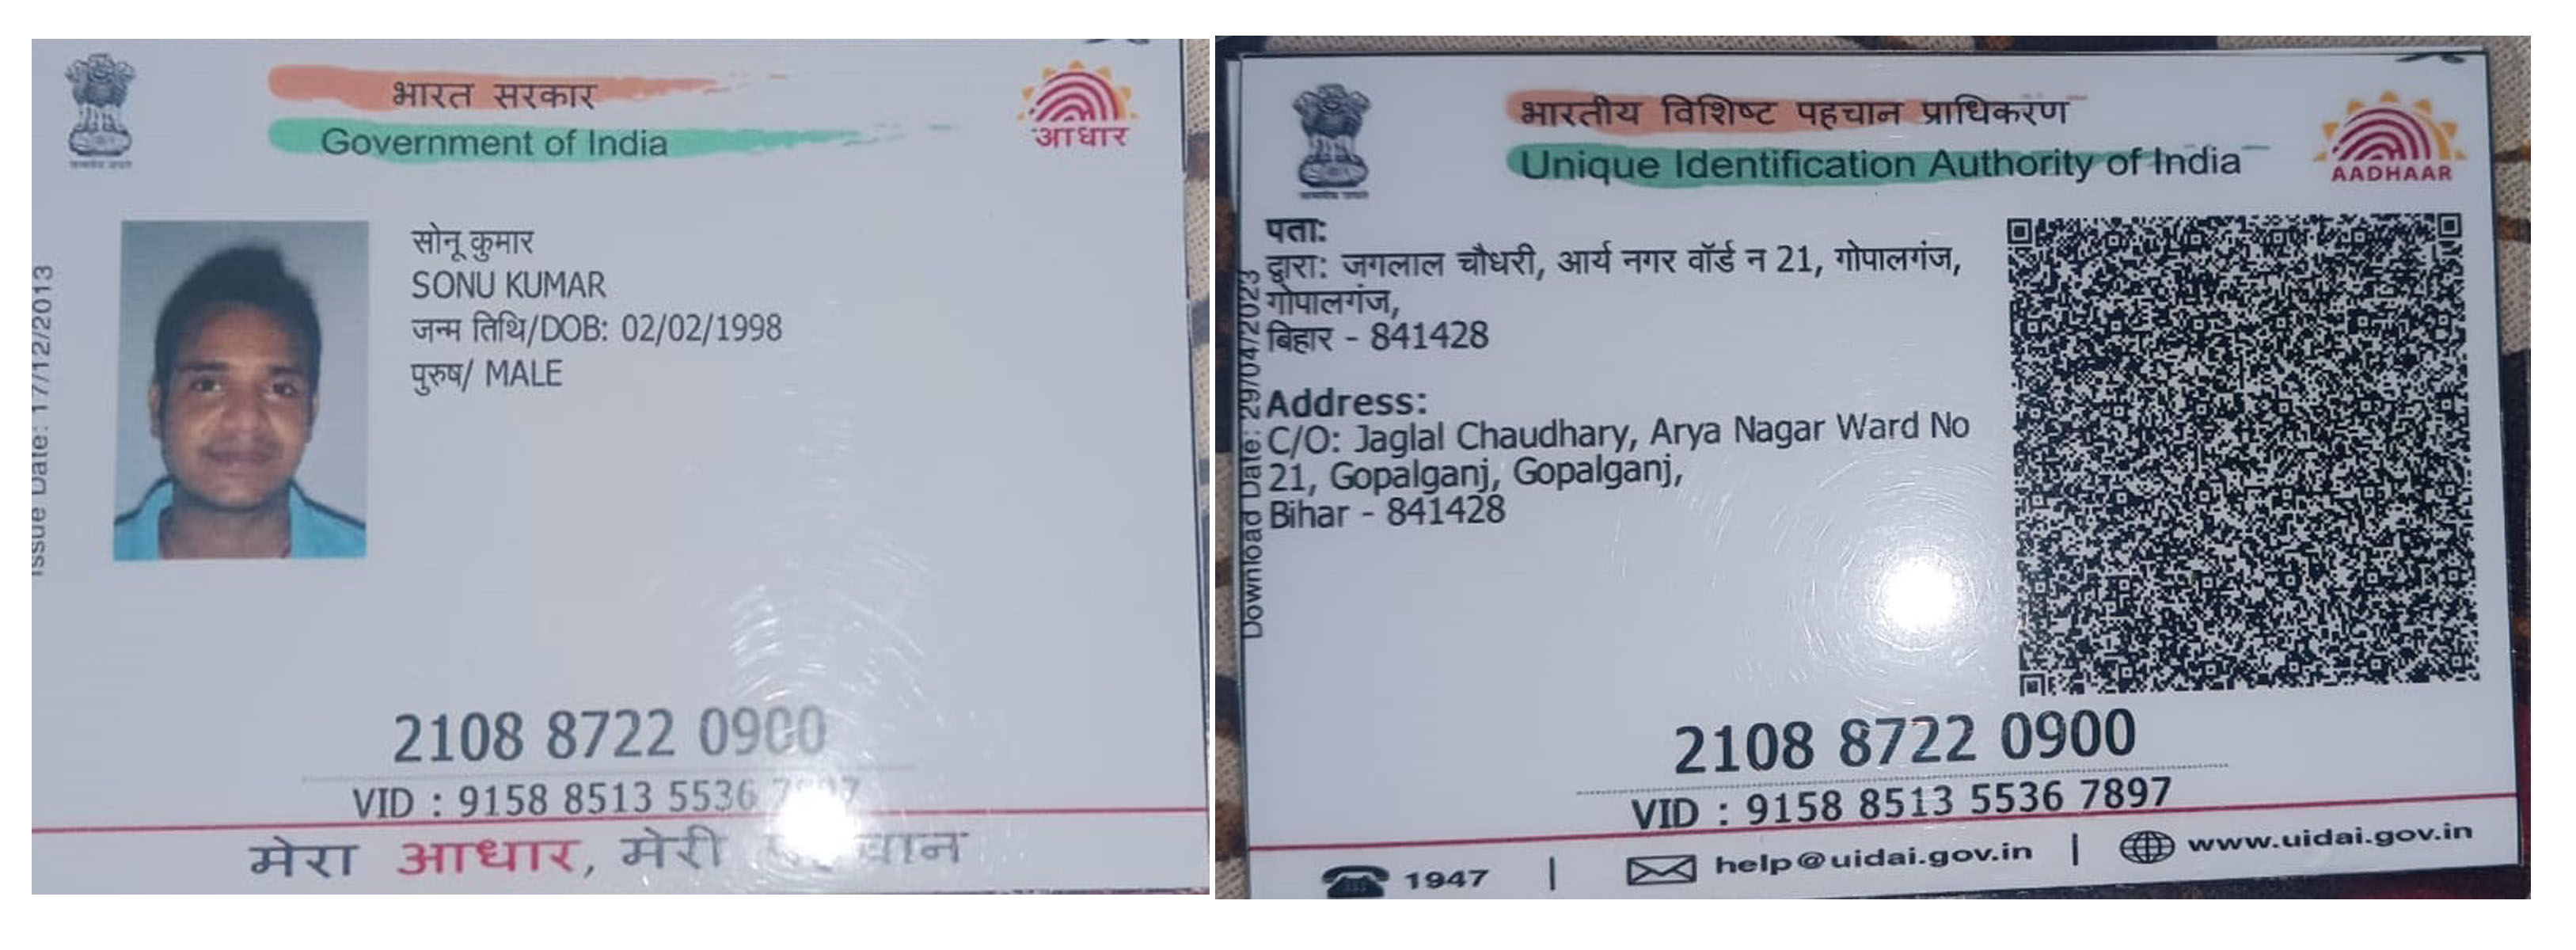 भारत सरकार
Government of India
आधार
Issue Date: 17/12/2013
सोनू कुमार
SONU KUMAR
जन्म तिथि/DOB: 02/02/1998
पुरुष/ MALE
2108 8722 0900
VID : 9158 8513 5536
मेरा आधार, मेरी
भारतीय विशिष्ट पहचान प्राधिकरण
Unique Identification Authority of India
AADHAAR
Download Date: 29/04/2023
पता:
द्वारा: जगलाल चौधरी, आर्य नगर वॉर्ड न 21, गोपालगंज,
गोपालगंज,
बिहार - 841428
Address:
C/O: Jaglal Chaudhary, Arya Nagar Ward No
21, Gopalganj, Gopalganj,
Bihar - 841428
2108 8722 0900
VID : 9158 8513 5536 7897
1947 | help@uidai.gov.in | www.uidai.gov.in